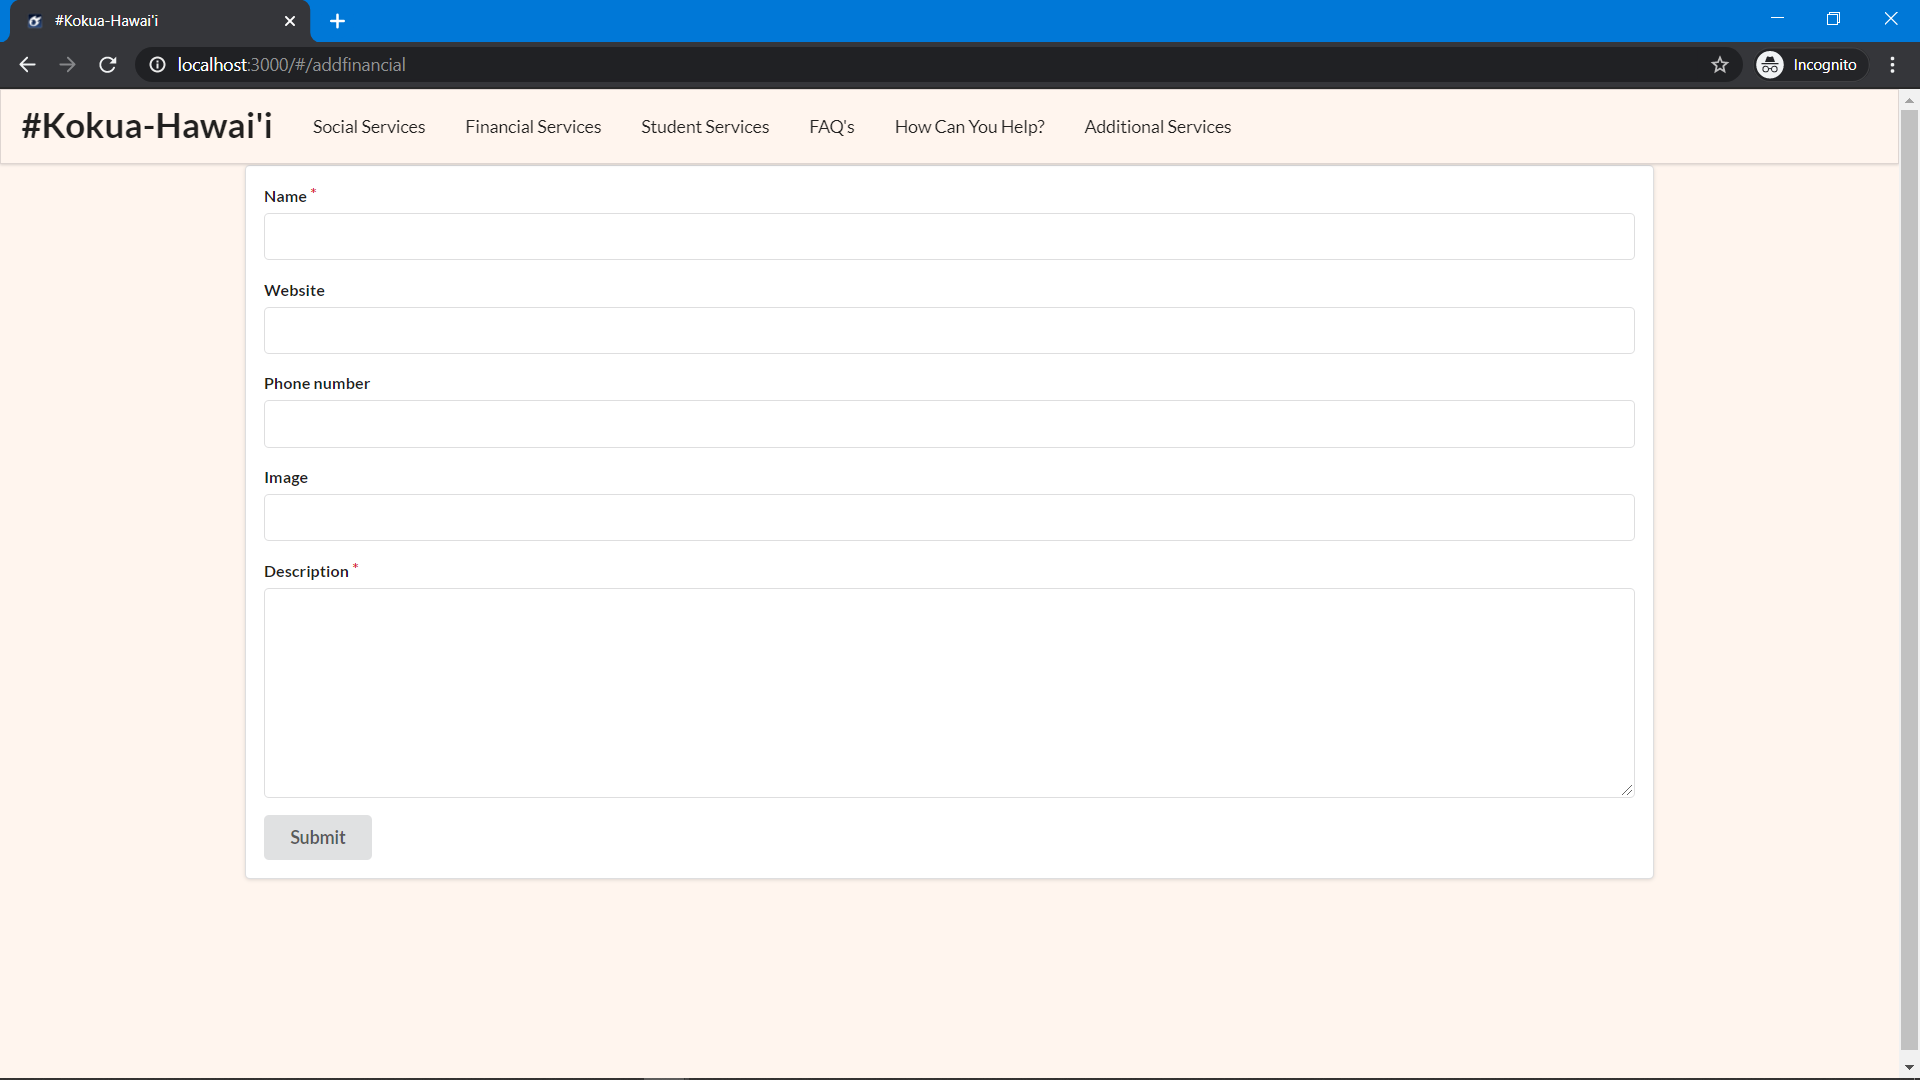 #Kokua-Hawai'i
localhost:3000/#/addfinancial
Incognito
#Kokua-Hawai'i Social Services Financial Services Student Services FAQ's How Can You Help? Additional Services
Name *
Website
Phone number
Image
Description *
Submit